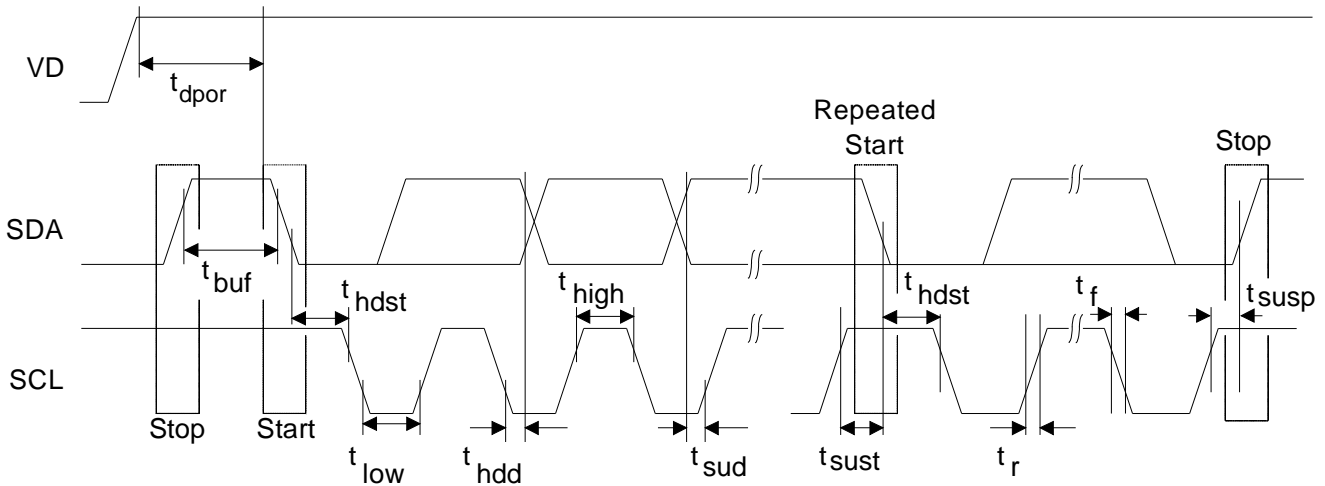 VD
t dpor
Repeated
Start
Stop
SDA
t buf
t hdst
t high
t hdst
t f
t susp
SCL
Stop
Start
t low
t hdd
t sud
t sust
t r